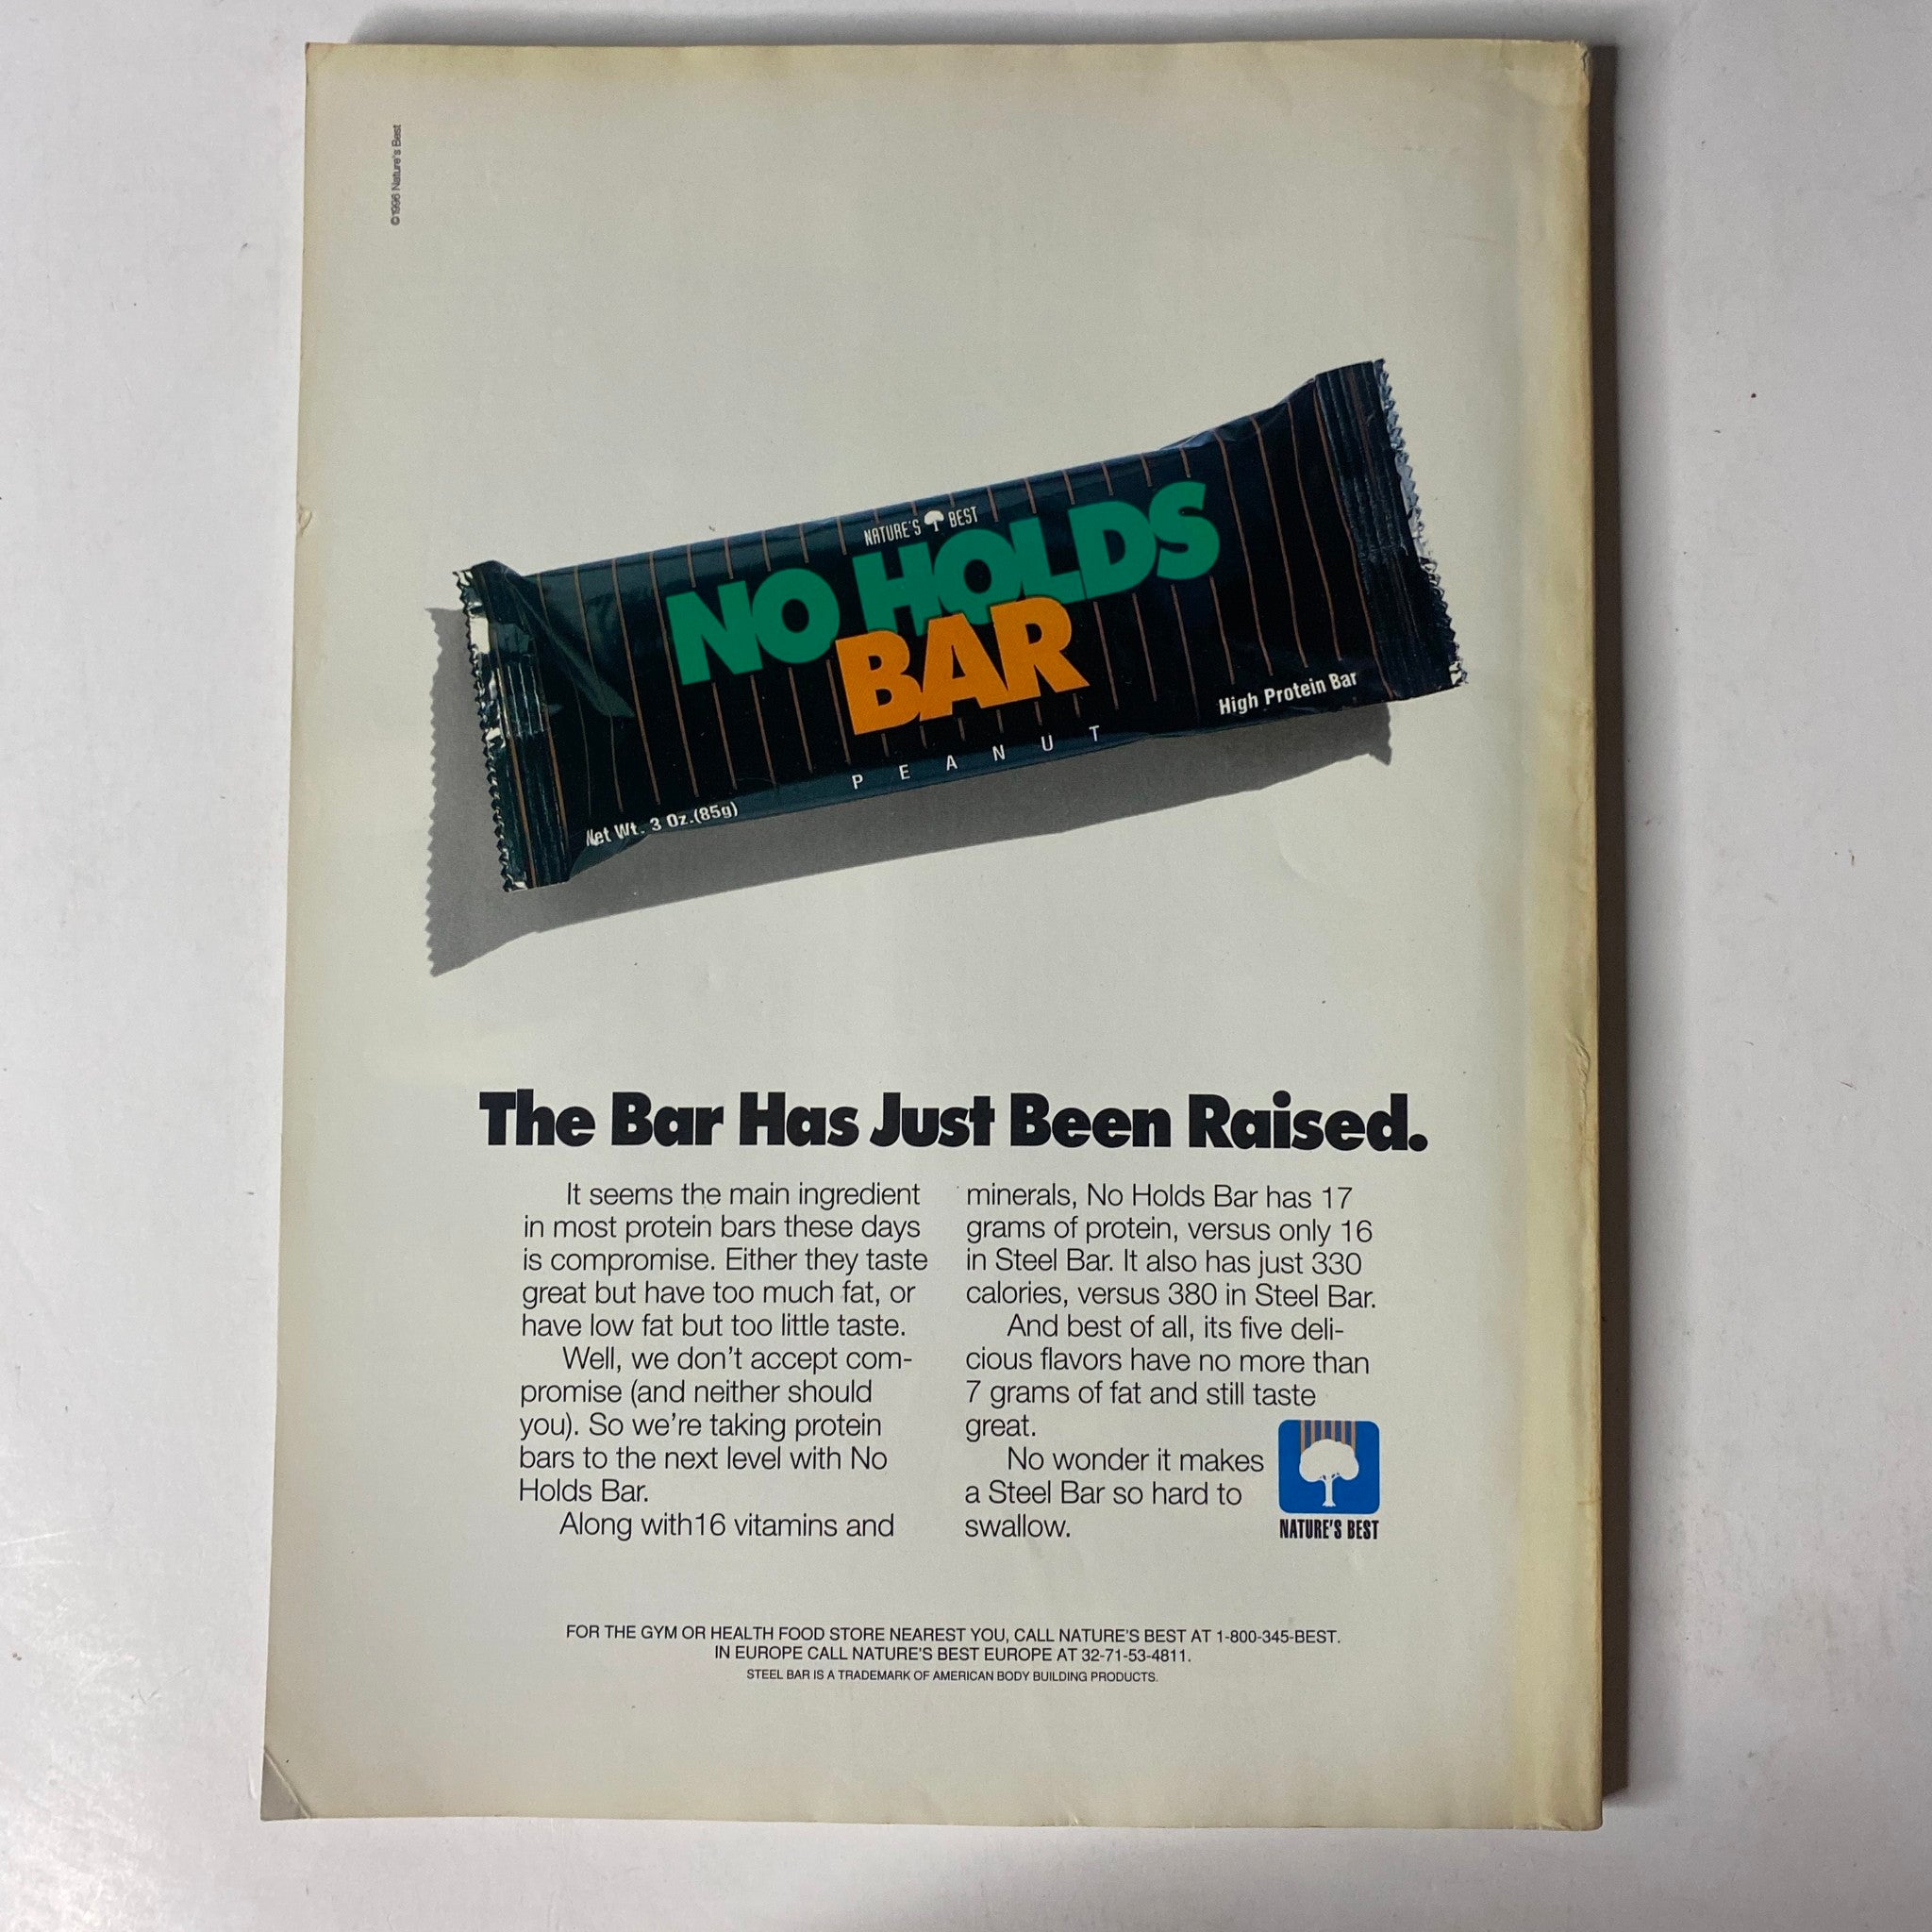 ©1996 Nature's Best
NATURE'S BEST
NO HOLDS
BAR
PEANUT
High Protein Bar
Net Wt. 3 Oz.(85g)
The Bar Has Just Been Raised.
It seems the main ingredient
in most protein bars these days
is compromise. Either they taste
great but have too much fat, or
have low fat but too little taste.
Well, we don't accept com-
promise (and neither should
you). So we're taking protein
bars to the next level with No
Holds Bar.
Along with16 vitamins and
minerals, No Holds Bar has 17
grams of protein, versus only 16
in Steel Bar. It also has just 330
calories, versus 380 in Steel Bar.
And best of all, its five deli-
cious flavors have no more than
7 grams of fat and still taste
great.
No wonder it makes
a Steel Bar so hard to
swallow.
NATURE'S BEST
FOR THE GYM OR HEALTH FOOD STORE NEAREST YOU, CALL NATURE'S BEST AT 1-800-345-BEST.
IN EUROPE CALL NATURE'S BEST EUROPE AT 32-71-53-4811.
STEEL BAR IS A TRADEMARK OF AMERICAN BODY BUILDING PRODUCTS.